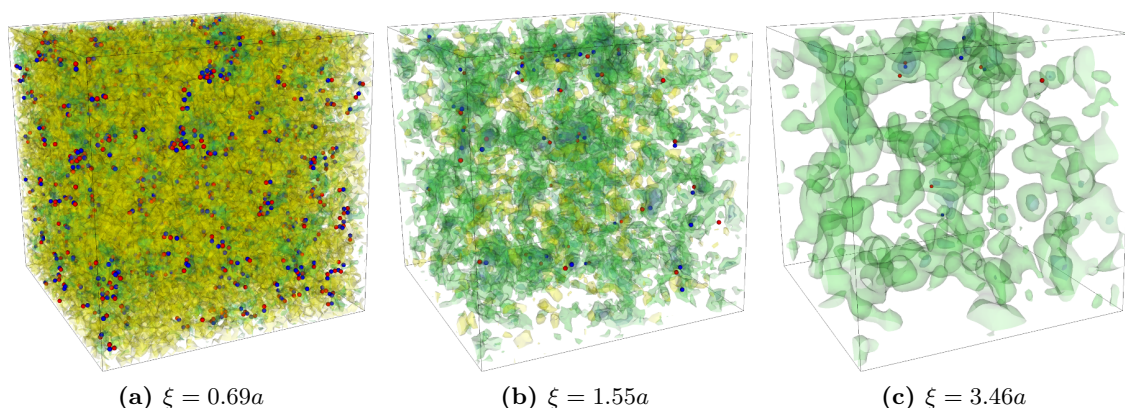 (a) ξ = 0.69a
(b) ξ = 1.55a
(c) ξ = 3.46a